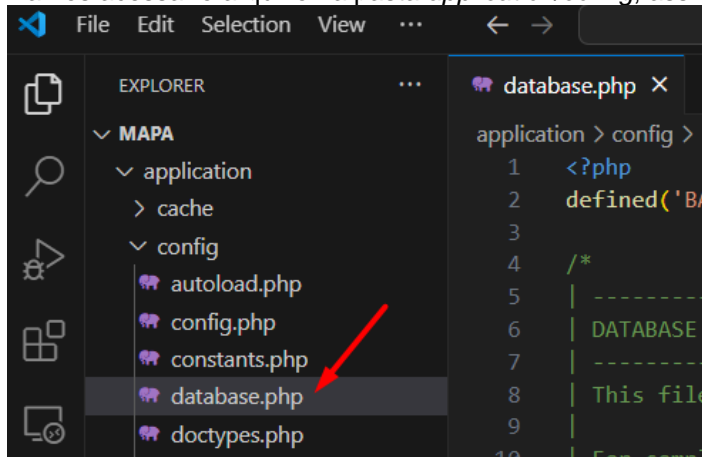 File Edit Selection View ...
EXPLORER ...
MAPA
application
cache
config
autoload.php
config.php
constants.php
database.php
doctypes.php
database.php
application > config >
1 <?php
2 defined('BA
3
4 /*
5 | --------
6 | DATABASE
7 | --------
8 | This file
9 |
10